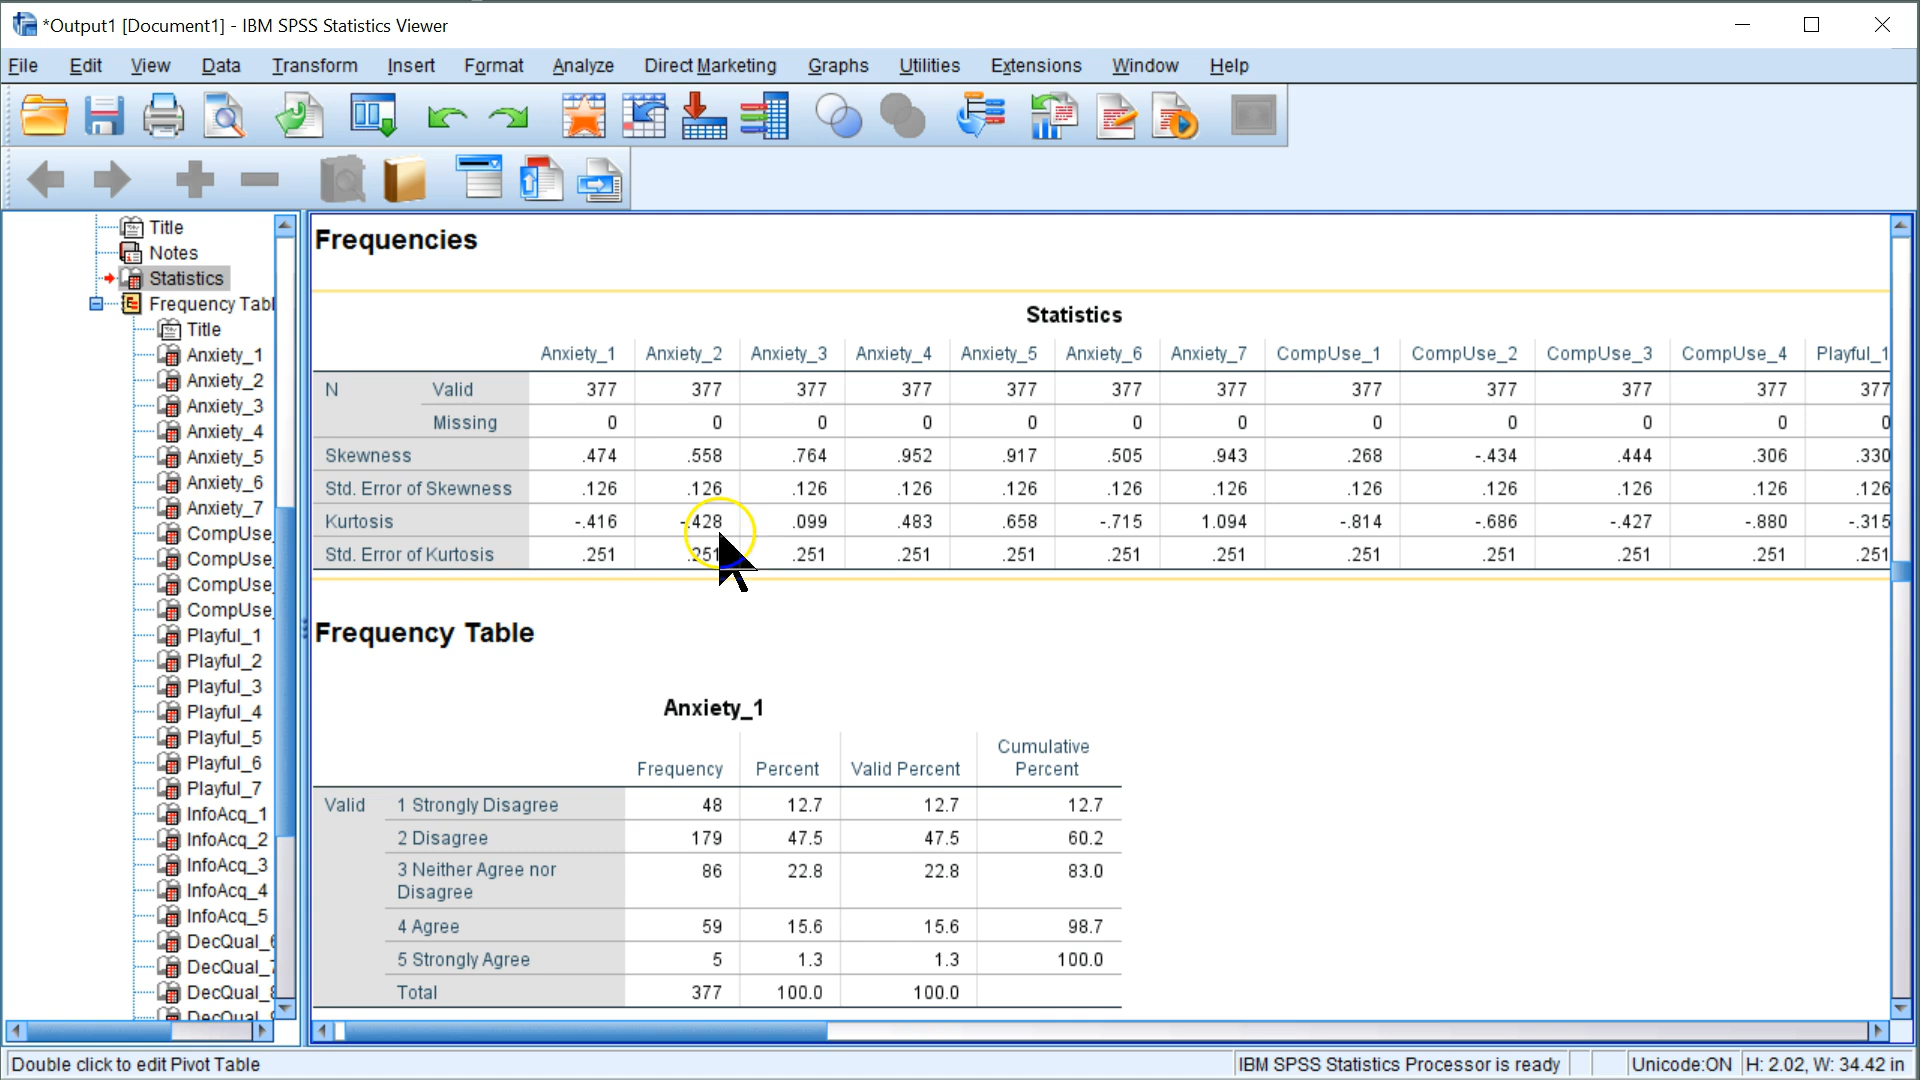 *Output1 [Document1] - IBM SPSS Statistics Viewer
File Edit View Data Transform Insert Format Analyze Direct Marketing Graphs Utilities Extensions Window Help
Title
Notes
Statistics
Frequency Tabl
Title
Anxiety_1
Anxiety_2
Anxiety_3
Anxiety_4
Anxiety_5
Anxiety_6
Anxiety_7
CompUse_
CompUse_
CompUse_
CompUse_
Playful_1
Playful_2
Playful_3
Playful_4
Playful_5
Playful_6
Playful_7
InfoAcq_1
InfoAcq_2
InfoAcq_3
InfoAcq_4
InfoAcq_5
DecQual_6
DecQual_7
DecQual_8
Frequencies
Statistics
Anxiety_1 Anxiety_2 Anxiety_3 Anxiety_4 Anxiety_5 Anxiety_6 Anxiety_7 CompUse_1 CompUse_2 CompUse_3 CompUse_4 Playful_1
N Valid 377 377 377 377 377 377 377 377 377 377 377 377
Missing 0 0 0 0 0 0 0 0 0 0 0 0
Skewness .474 .558 .764 .952 .917 .505 .943 .268 -.434 .444 .306 .330
Std. Error of Skewness .126 .126 .126 .126 .126 .126 .126 .126 .126 .126 .126 .126
Kurtosis -.416 -.428 .099 .483 .658 -.715 1.094 -.814 -.686 -.427 -.880 -.315
Std. Error of Kurtosis .251 .251 .251 .251 .251 .251 .251 .251 .251 .251 .251 .251
Frequency Table
Anxiety_1
Frequency Percent Valid Percent Cumulative Percent
Valid 1 Strongly Disagree 48 12.7 12.7 12.7
2 Disagree 179 47.5 47.5 60.2
3 Neither Agree nor Disagree 86 22.8 22.8 83.0
4 Agree 59 15.6 15.6 98.7
5 Strongly Agree 5 1.3 1.3 100.0
Total 377 100.0 100.0
Double click to edit Pivot Table
IBM SPSS Statistics Processor is ready
Unicode:ON
H: 2.02, W: 34.42 in